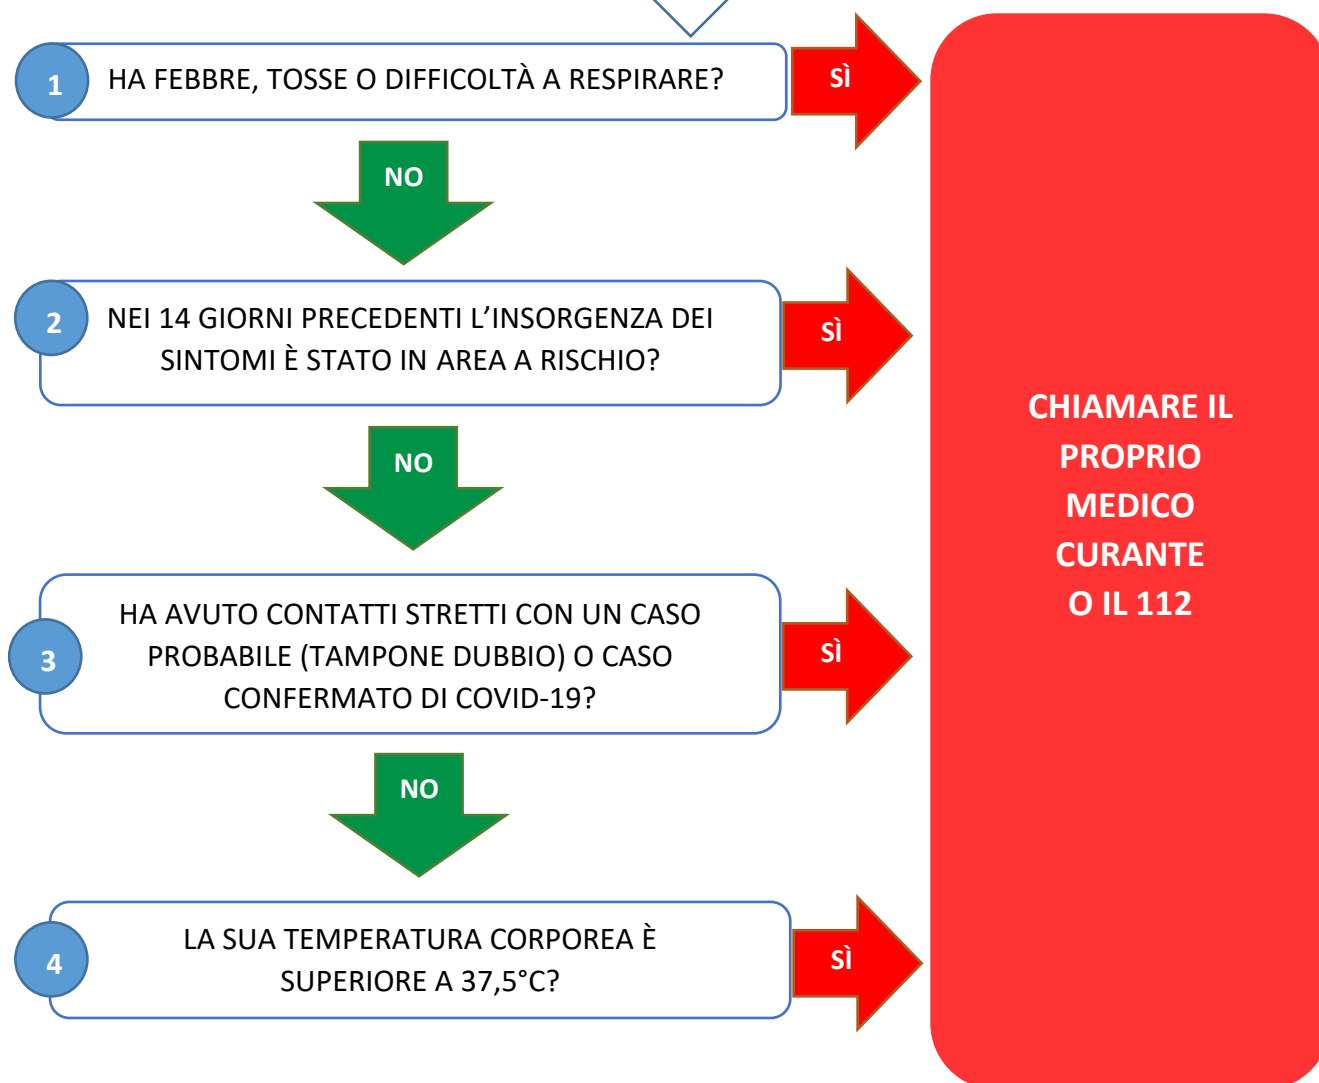 1
HA FEBBRE, TOSSE O DIFFICOLTÀ A RESPIRARE?
SÌ
NO
2
NEI 14 GIORNI PRECEDENTI L’INSORGENZA DEI
SINTOMI È STATO IN AREA A RISCHIO?
SÌ
NO
3
HA AVUTO CONTATTI STRETTI CON UN CASO
PROBABILE (TAMPONE DUBBIO) O CASO
CONFERMATO DI COVID-19?
SÌ
NO
4
LA SUA TEMPERATURA CORPOREA È
SUPERIORE A 37,5°C?
SÌ
CHIAMARE IL
PROPRIO
MEDICO
CURANTE
O IL 112